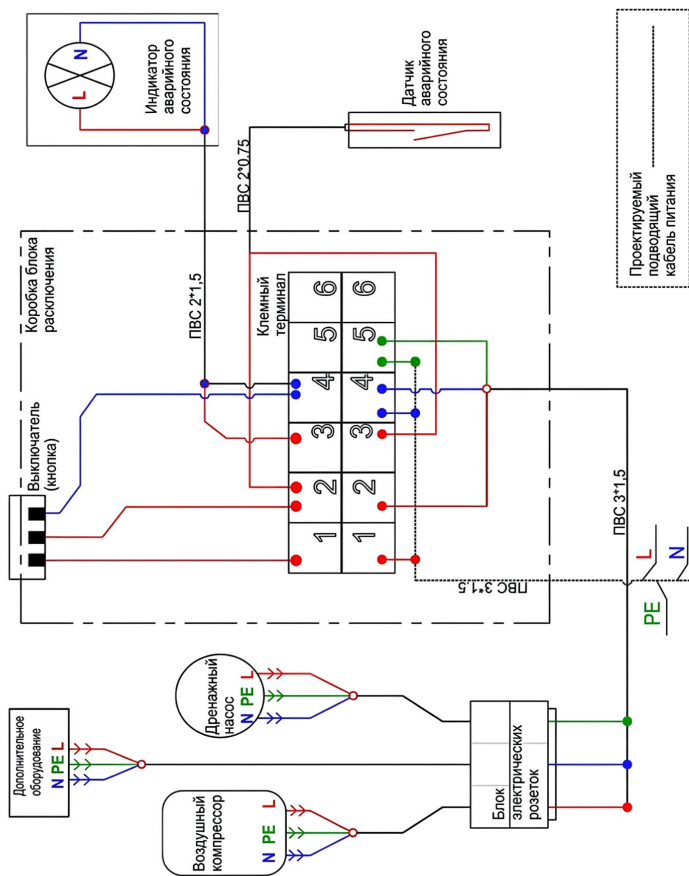 Дополнительное
оборудование
N PE L
Воздушный
компрессор
N PE L
Дренажный
насос
N PE L
Блок
электрических
розеток
Выключатель
(кнопка)
Коробка блока
расключения
Клемный
терминал
1 2 3 4 5 6
1 2 3 4 5 6
ПВС 3*1.5
ПВС 2*1,5
ПВС 2*0.75
ПВС 3*1,5
L N
Индикатор
аварийного
состояния
Датчик
аварийного
состояния
PE
L
N
Проектируемый
подводящий
кабель питания